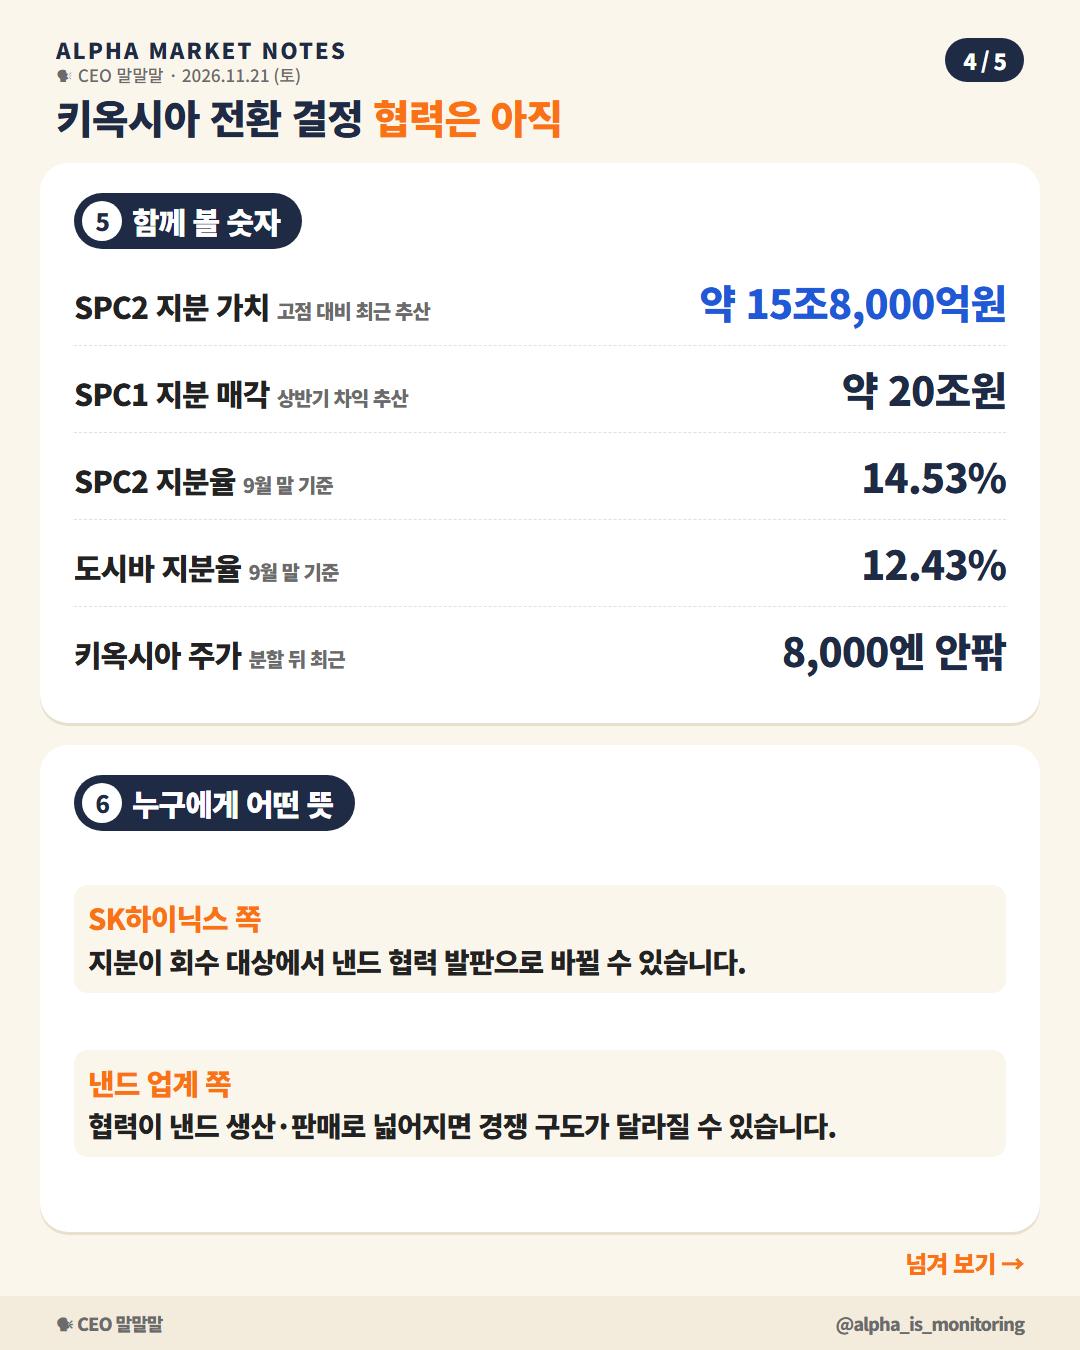 ALPHA MARKET NOTES
🗣 CEO 말말말 · 2026.11.21 (토)
4 / 5
키옥시아 전환 결정 협력은 아직
5 함께 볼 숫자
SPC2 지분 가치 고점 대비 최근 추산 약 15조8,000억원
SPC1 지분 매각 상반기 차익 추산 약 20조원
SPC2 지분율 9월 말 기준 14.53%
도시바 지분율 9월 말 기준 12.43%
키옥시아 주가 분할 뒤 최근 8,000엔 안팎
6 누구에게 어떤 뜻
SK하이닉스 쪽
지분이 회수 대상에서 낸드 협력 발판으로 바뀔 수 있습니다.
낸드 업계 쪽
협력이 낸드 생산·판매로 넓어지면 경쟁 구도가 달라질 수 있습니다.
넘겨 보기 →
🗣 CEO 말말말
@alpha_is_monitoring